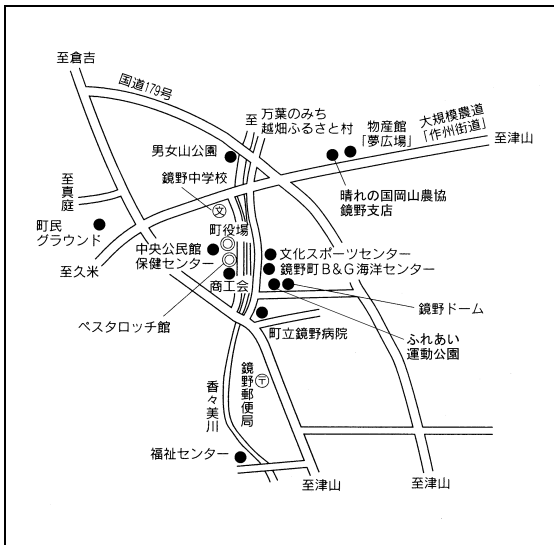 至倉吉
国道179号
至
万葉のみち
越畑ふるさと村
物産館
「夢広場」
大規模農道
「作州街道」
至津山
男女山公園
晴れの国岡山農協
鏡野支店
鏡野中学校
文
至真庭
町民
グラウンド
至久米
町役場
中央公民館
保健センター
商工会
ペスタロッチ館
文化スポーツセンター
鏡野町B&G海洋センター
鏡野ドーム
ふれあい
運動公園
町立鏡野病院
鏡野郵便局
〒
香々美川
福祉センター
至津山
至津山